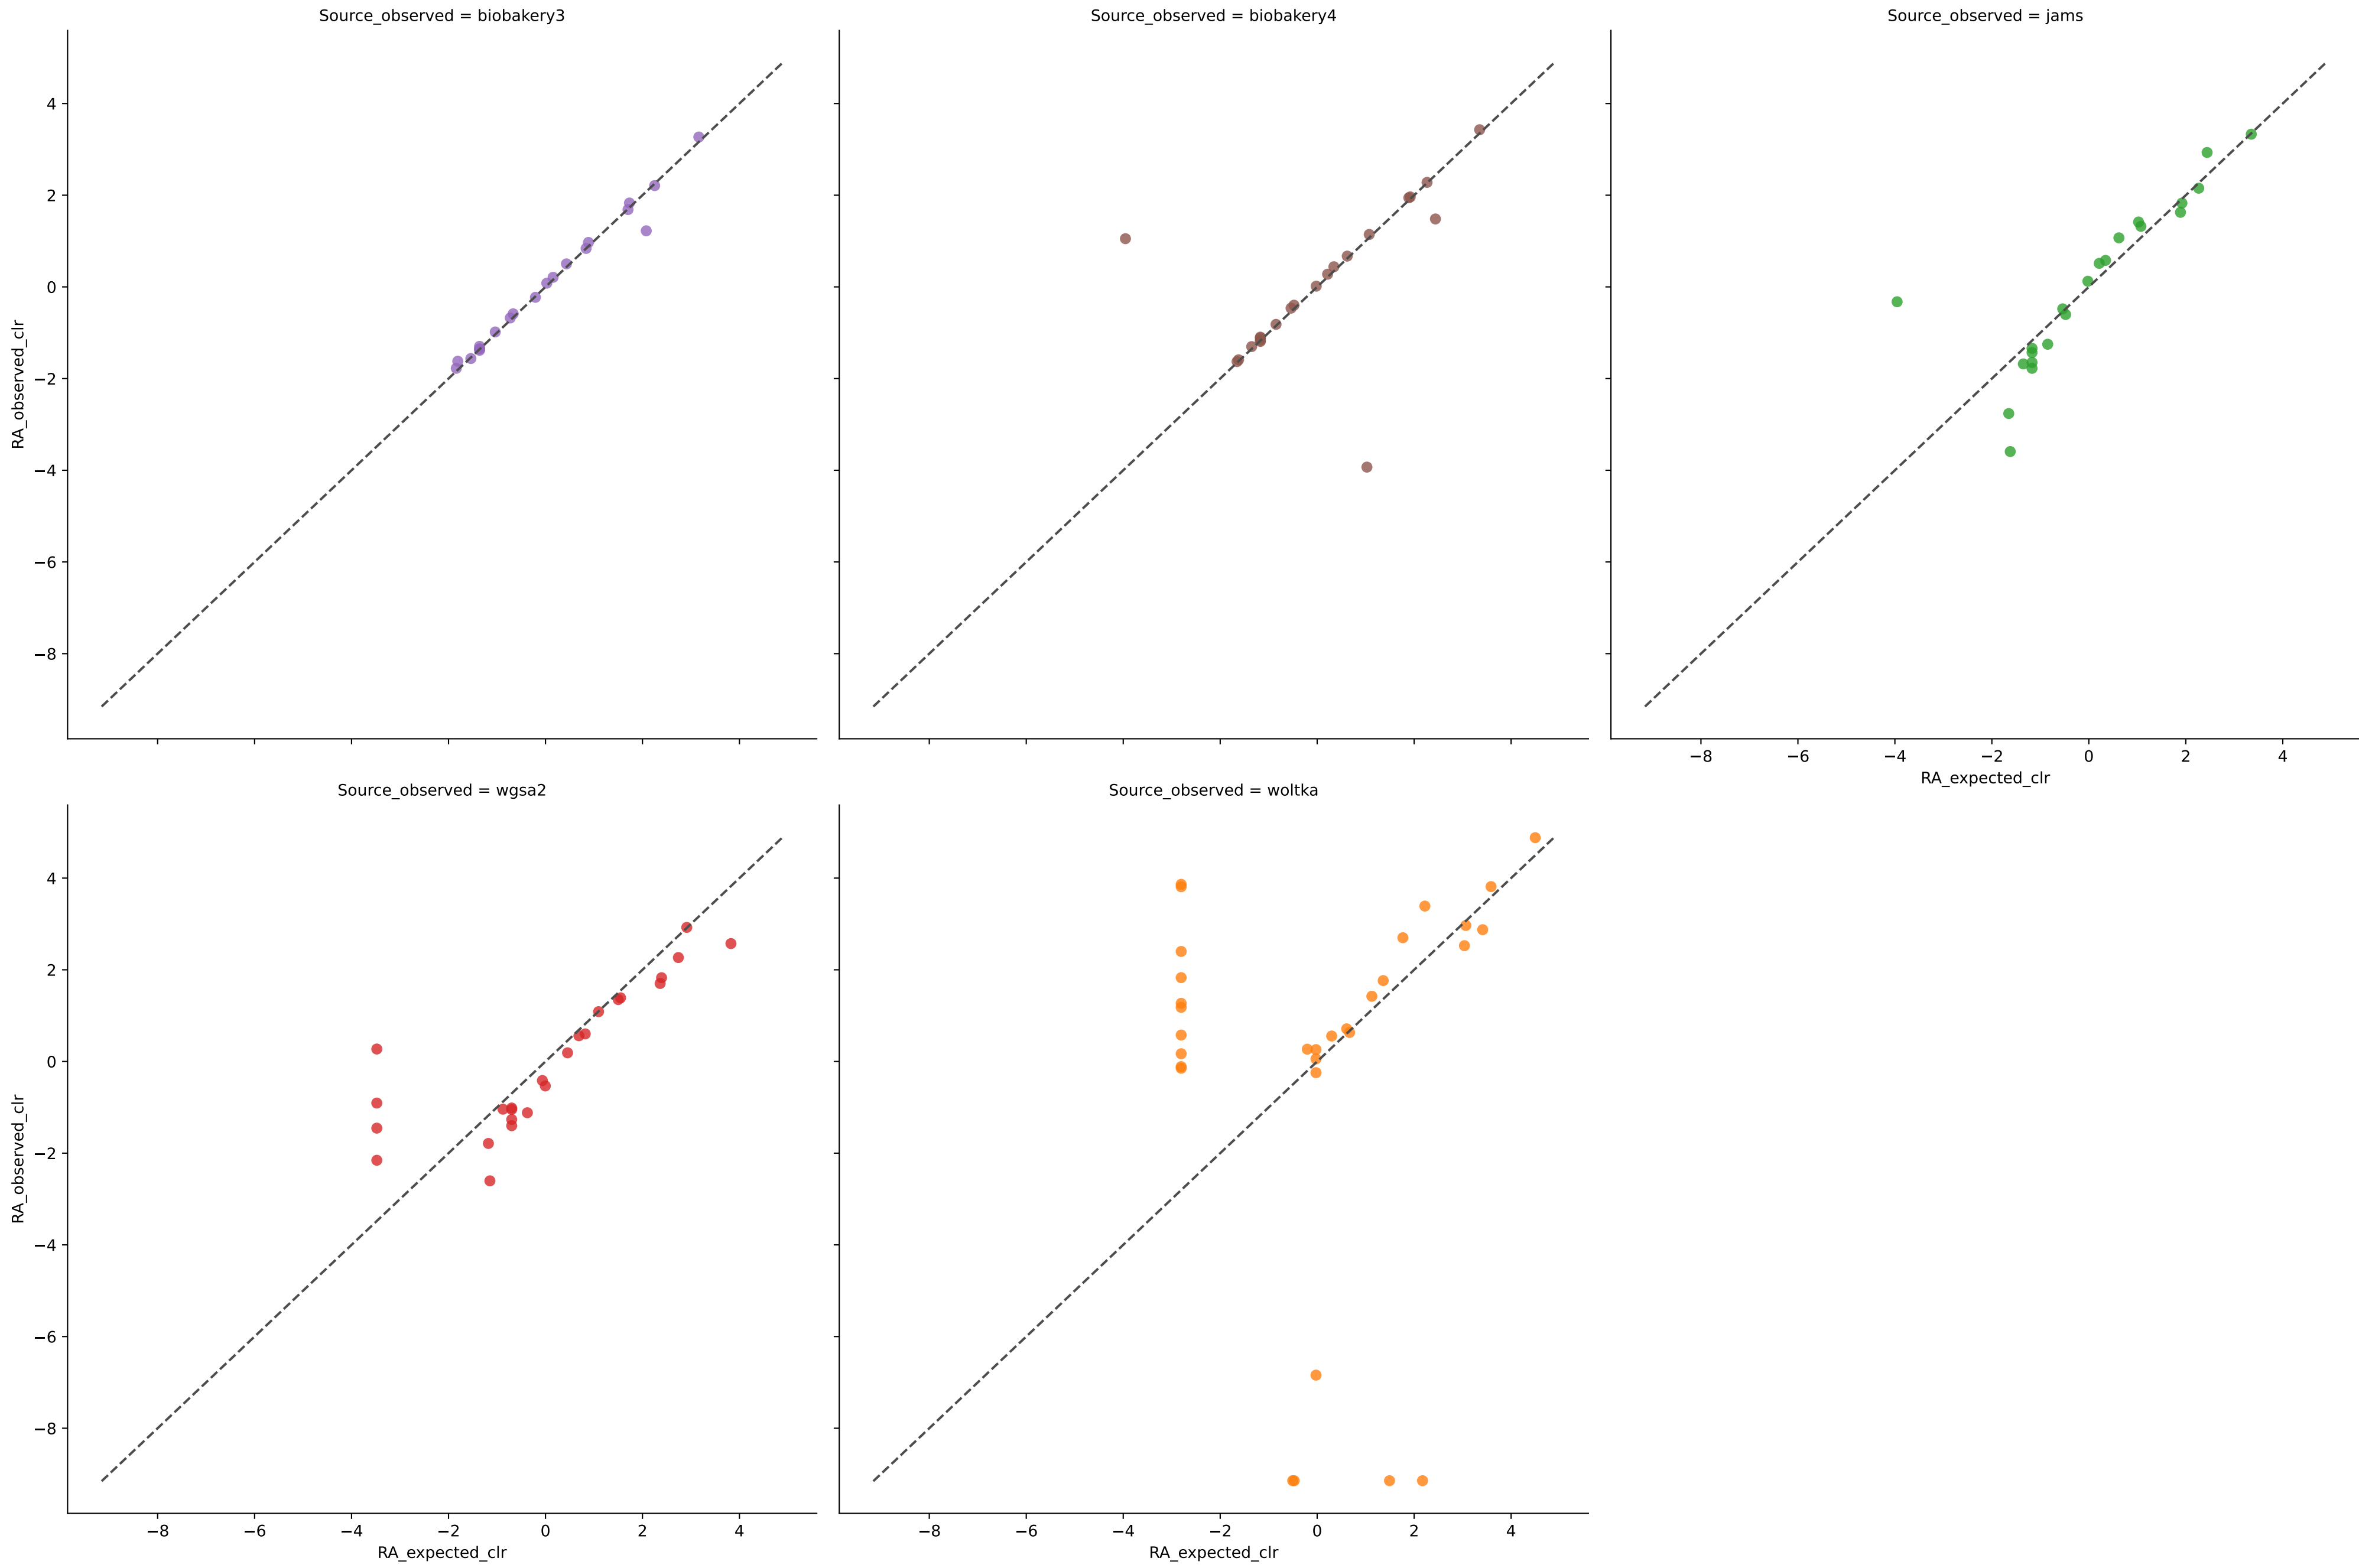 Source_observed = biobakery3
Source_observed = biobakery4
Source_observed = jams
RA_observed_clr
4
2
0
−2
−4
−6
−8
−8 −6 −4 −2 0 2 4
RA_expected_clr
Source_observed = wgsa2
Source_observed = woltka
RA_observed_clr
4
2
0
−2
−4
−6
−8
−8 −6 −4 −2 0 2 4
−8 −6 −4 −2 0 2 4
RA_expected_clr
RA_expected_clr